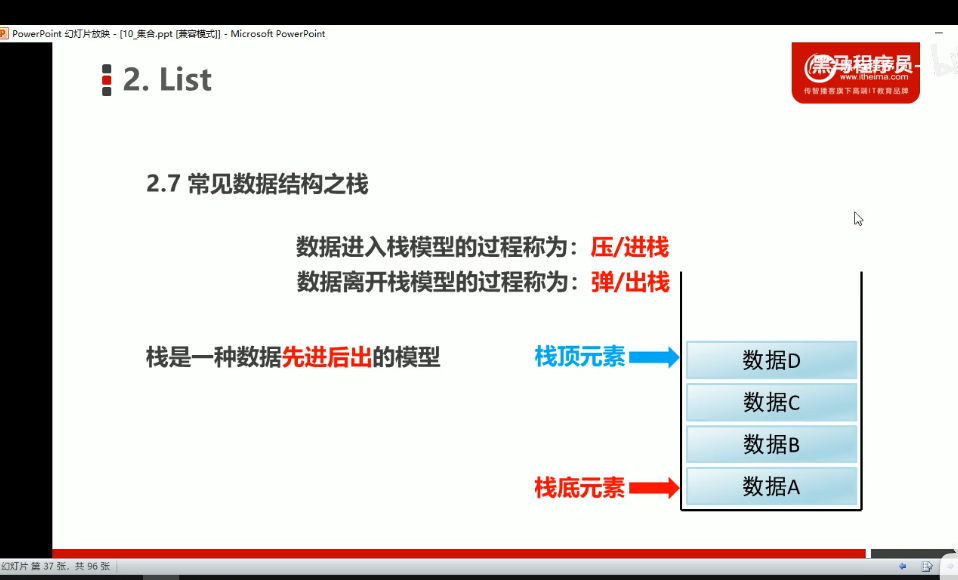 PowerPoint 幻灯片放映 - [10_集合.ppt [兼容模式]] - Microsoft PowerPoint
2. List
黑马程序员
www.itheima.com
传智播客旗下高端IT教育品牌
2.7 常见数据结构之栈
数据进入栈模型的过程称为：压/进栈
数据离开栈模型的过程称为：弹/出栈
栈是一种数据先进后出的模型
栈顶元素
数据D
数据C
数据B
栈底元素
数据A
幻灯片 第 37 张，共 96 张